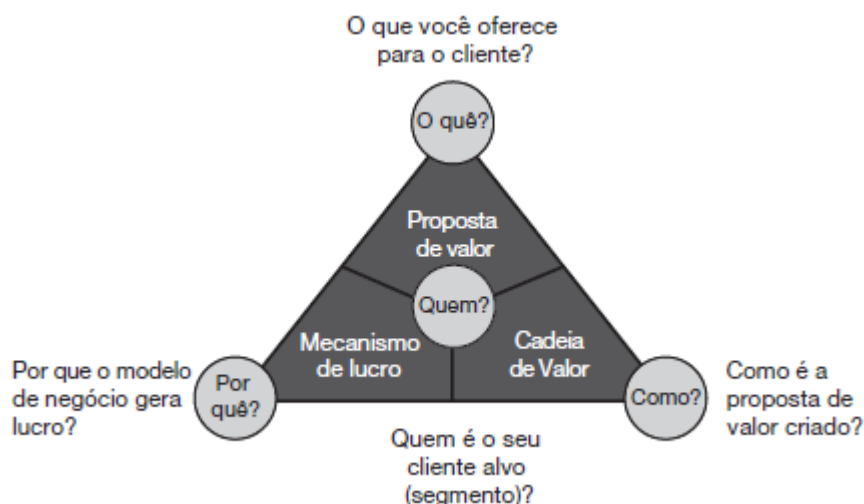 O que você oferece
para o cliente?
O quê?
Proposta
de valor
Quem?
Mecanismo
de lucro
Cadeia
de Valor
Por que o modelo
de negócio gera
lucro?
Por
quê?
Como?
Como é a
proposta de
valor criado?
Quem é o seu
cliente alvo
(segmento)?